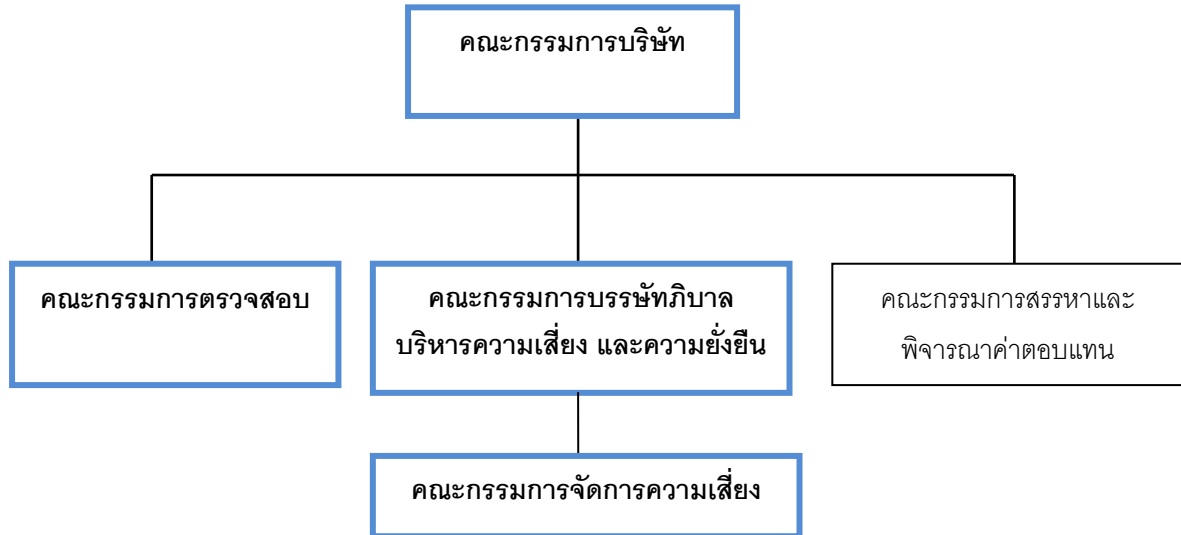 คณะกรรมการบริษัท
คณะกรรมการตรวจสอบ
คณะกรรมการบรรษัทภิบาล
บริหารความเสี่ยง และความยั่งยืน
คณะกรรมการสรรหาและ
พิจารณาค่าตอบแทน
คณะกรรมการจัดการความเสี่ยง